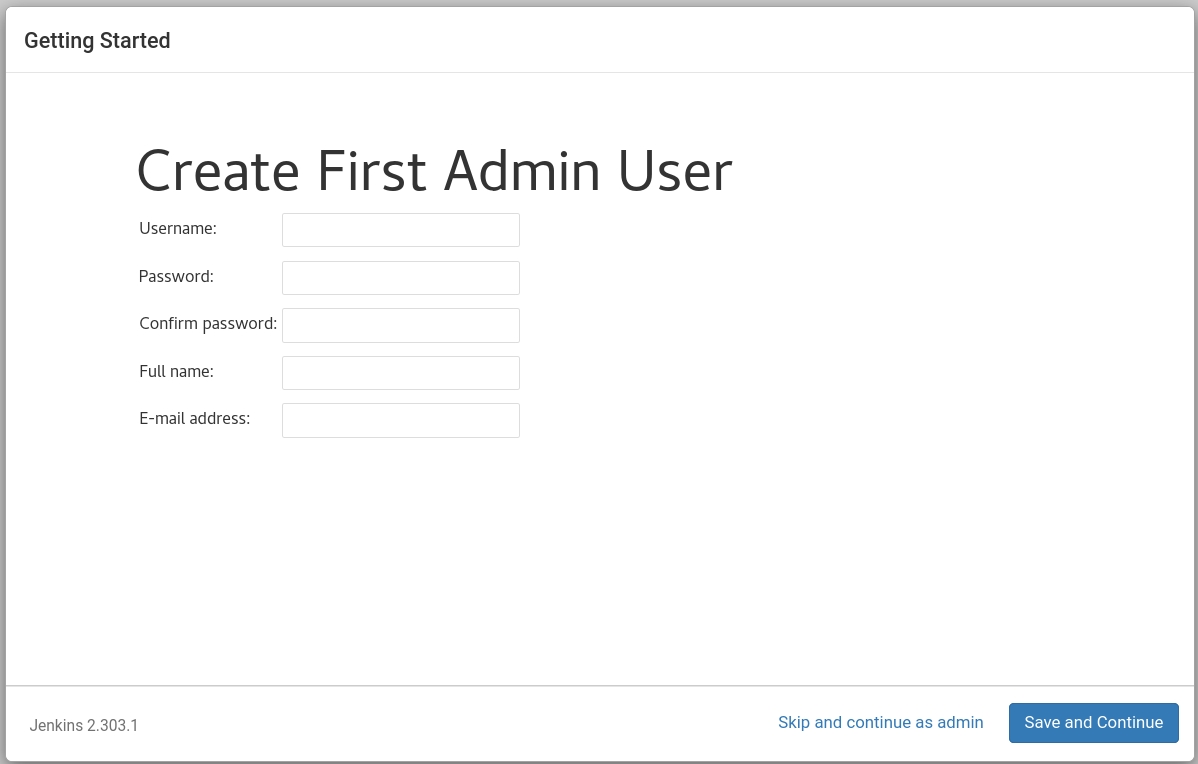 Getting Started
Create First Admin User
Username:
Password:
Confirm password:
Full name:
E-mail address:
Jenkins 2.303.1
Skip and continue as admin
Save and Continue